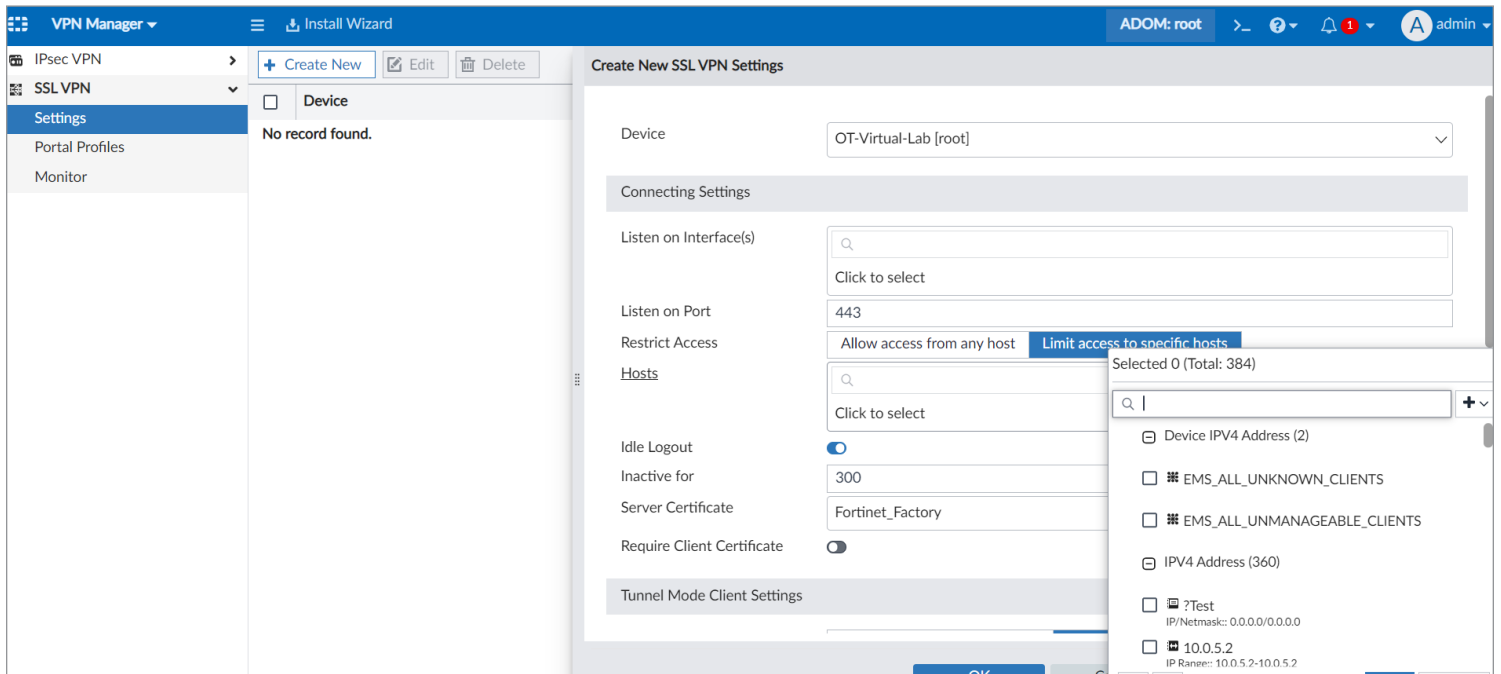 VPN Manager
Install Wizard
ADOM: root
>_
?
1
A
admin
IPsec VPN
SSL VPN
Settings
Portal Profiles
Monitor
+ Create New
Edit
Delete
Device
No record found.
Create New SSL VPN Settings
Device
OT-Virtual-Lab [root]
Connecting Settings
Listen on Interface(s)
Click to select
Listen on Port
443
Restrict Access
Allow access from any host
Limit access to specific hosts
Hosts
Click to select
Idle Logout
Inactive for
300
Server Certificate
Fortinet_Factory
Require Client Certificate
Tunnel Mode Client Settings
OK
Selected 0 (Total: 384)
Device IPV4 Address (2)
EMS_ALL_UNKNOWN_CLIENTS
EMS_ALL_UNMANAGEABLE_CLIENTS
IPV4 Address (360)
?Test
IP/Netmask:: 0.0.0.0/0.0.0.0
10.0.5.2
IP Range:: 10.0.5.2-10.0.5.2